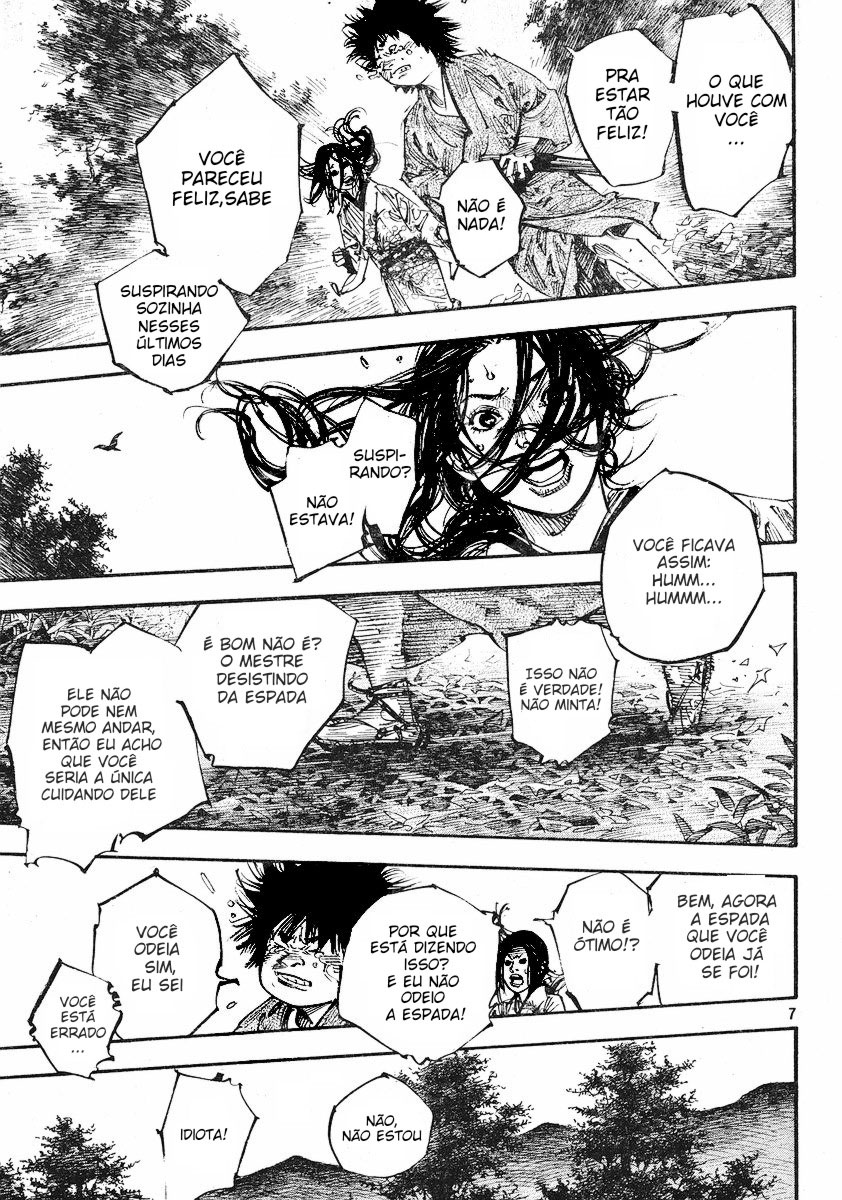 O QUE
HOUVE COM
VOCÊ
...
PRA
ESTAR
TÃO
FELIZ!
NÃO É
NADA!
VOCÊ
PARECEU
FELIZ,SABE
SUSPIRANDO
SOZINHA
NESSES
ÚLTIMOS
DIAS
SUSPI-
RANDO?
NÃO
ESTAVA!
VOCÊ FICAVA
ASSIM:
HUMM...
HUMMM...
ISSO NÃO
É VERDADE!
NÃO MINTA!
É BOM NÃO É?
O MESTRE
DESISTINDO
DA ESPADA
ELE NÃO
PODE NEM
MESMO ANDAR,
ENTÃO EU ACHO
QUE VOCÊ
SERIA A ÚNICA
CUIDANDO DELE
BEM, AGORA
A ESPADA
QUE VOCÊ
ODEIA JÁ
SE FOI!
NÃO É
ÓTIMO!?
POR QUE
ESTÁ DIZENDO
ISSO?
E EU NÃO
ODEIO
A ESPADA!
VOCÊ
ODEIA
SIM,
EU SEI
VOCÊ
ESTÁ
ERRADO
...
7
NÃO,
NÃO ESTOU
IDIOTA!